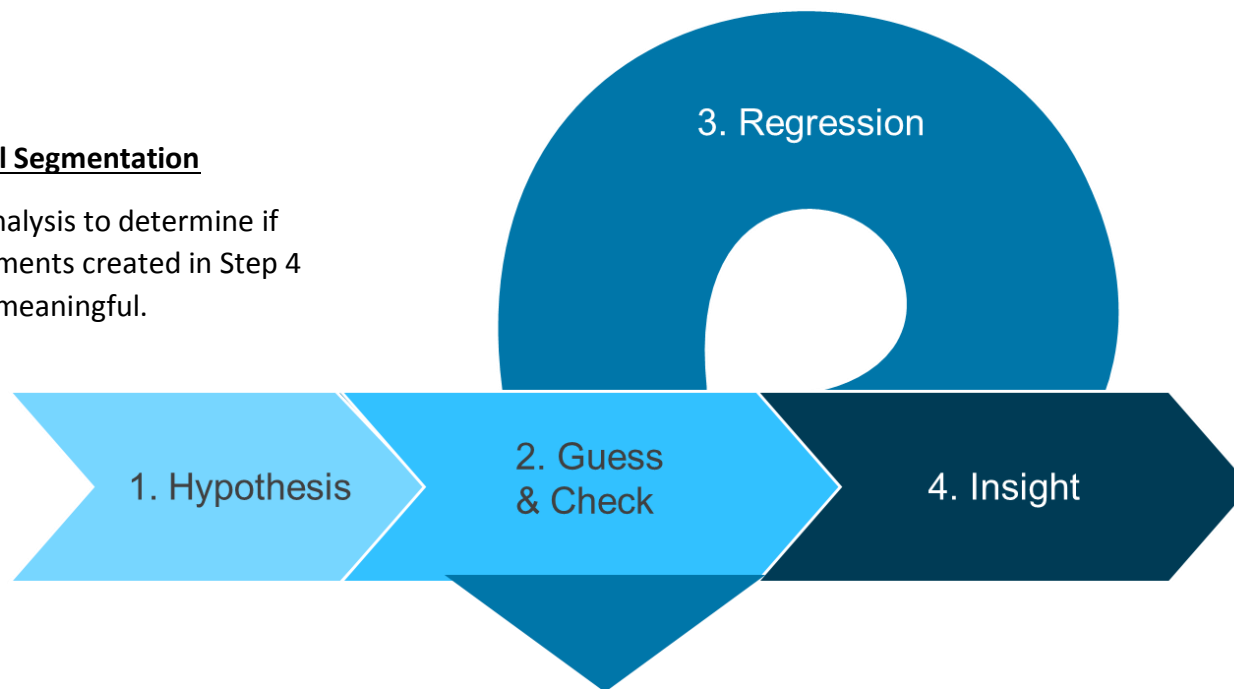 l Segmentation
nalysis to determine if
ments created in Step 4
meaningful.
3. Regression
1. Hypothesis
2. Guess
& Check
4. Insight